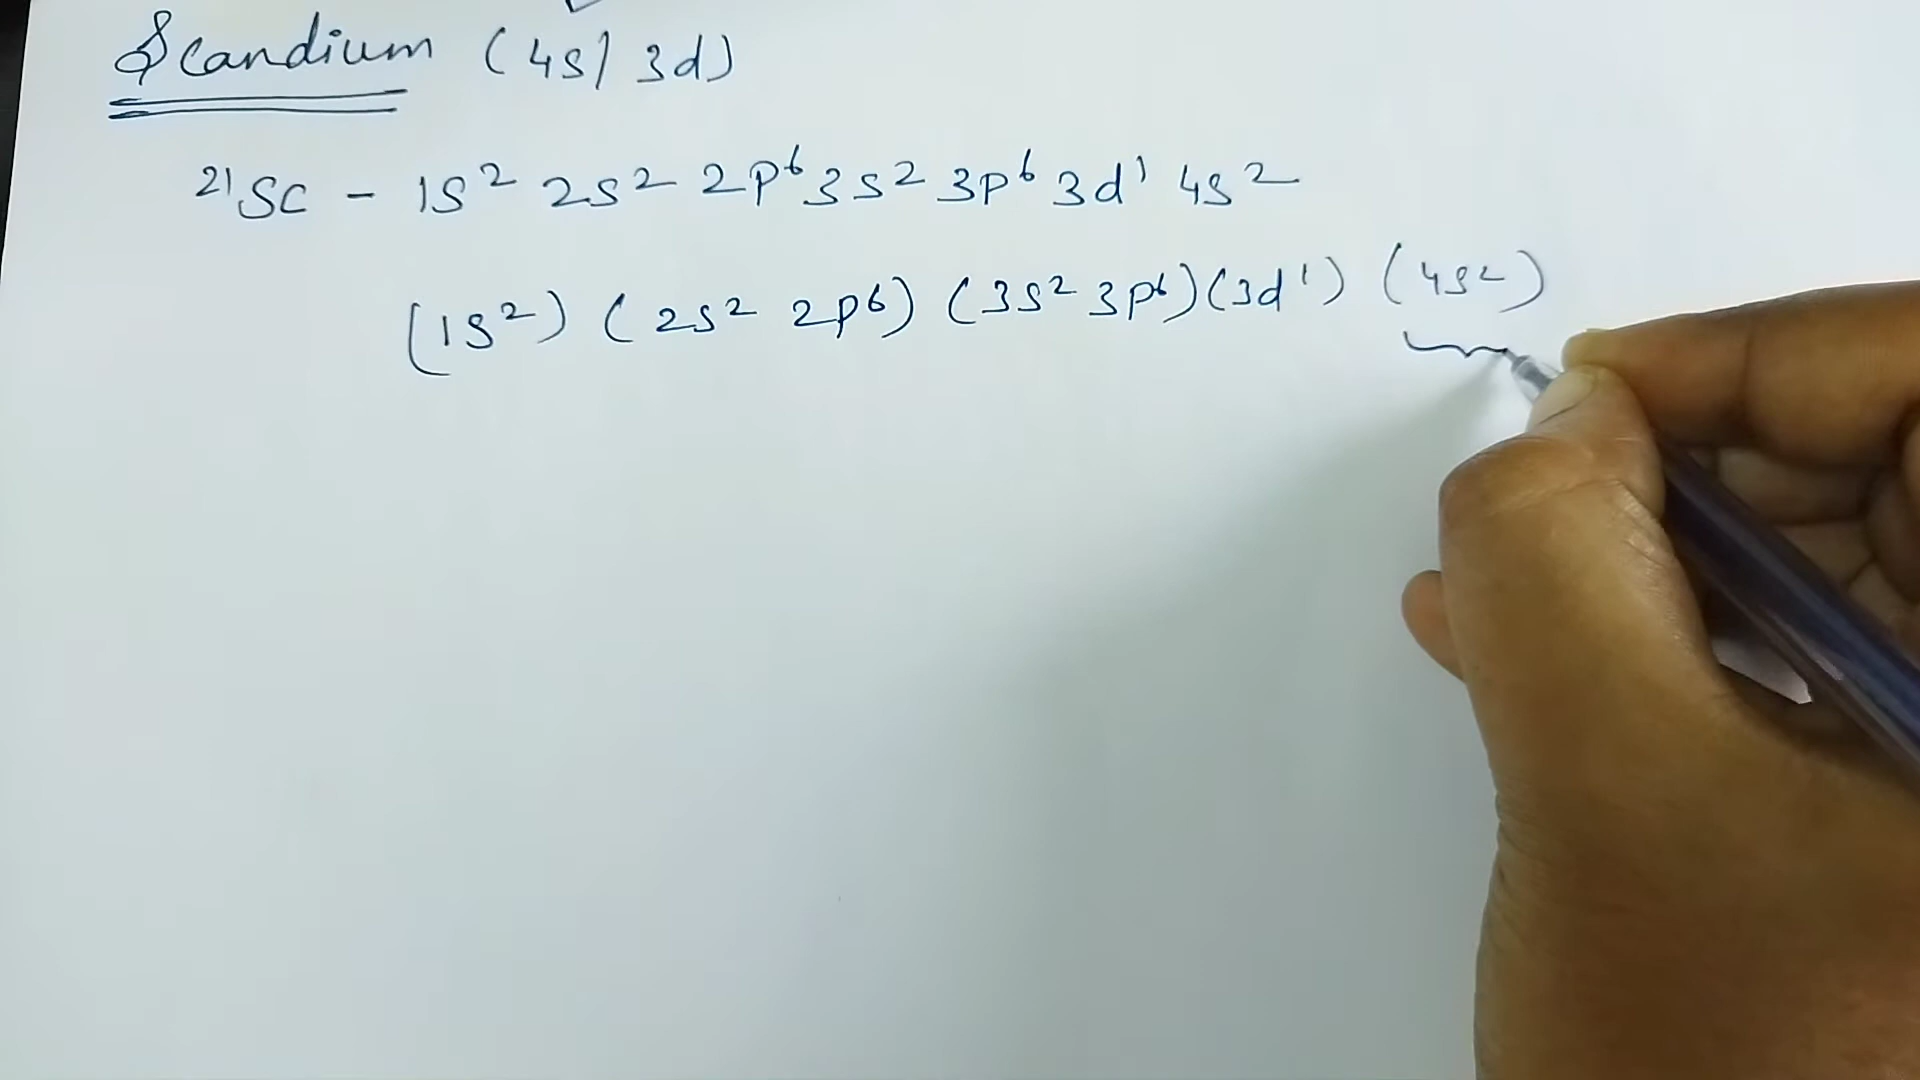 Scandium (4s/3d)
²¹Sc - 1s² 2s² 2p⁶ 3s² 3p⁶ 3d¹ 4s²
(1s²) (2s² 2p⁶) (3s² 3p⁶) (3d¹) (4s²)